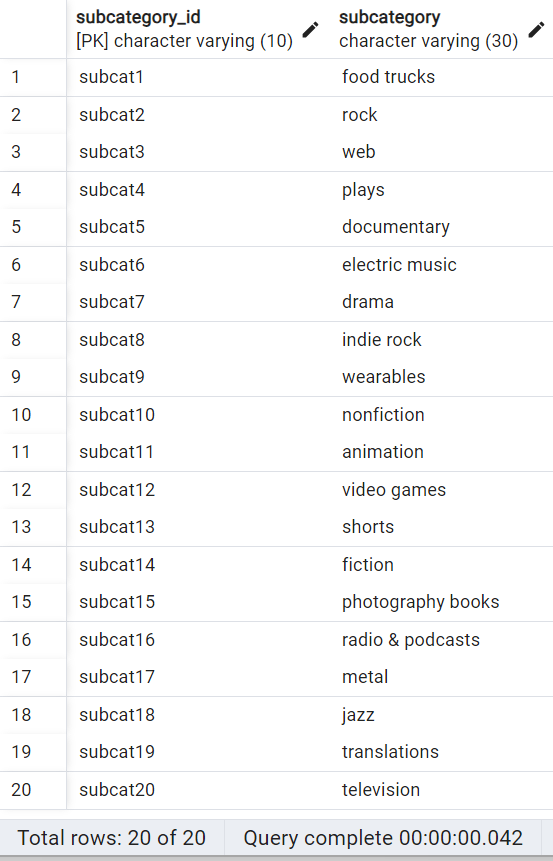 subcategory_id subcategory
[PK] character varying (10) character varying (30)
1 subcat1 food trucks
2 subcat2 rock
3 subcat3 web
4 subcat4 plays
5 subcat5 documentary
6 subcat6 electric music
7 subcat7 drama
8 subcat8 indie rock
9 subcat9 wearables
10 subcat10 nonfiction
11 subcat11 animation
12 subcat12 video games
13 subcat13 shorts
14 subcat14 fiction
15 subcat15 photography books
16 subcat16 radio & podcasts
17 subcat17 metal
18 subcat18 jazz
19 subcat19 translations
20 subcat20 television
Total rows: 20 of 20 Query complete 00:00:00.042